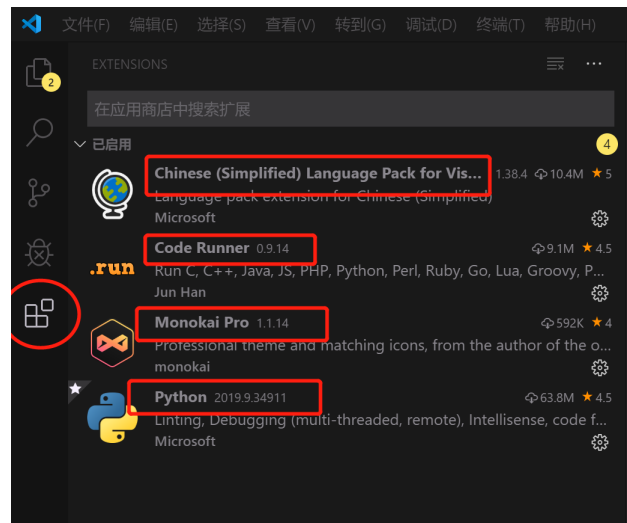 文件(F) 编辑(E) 选择(S) 查看(V) 转到(G) 调试(D) 终端(T) 帮助(H)
EXTENSIONS
2
在应用商店中搜索扩展
已启用 4
Chinese (Simplified) Language Pack for Vis... 1.38.4 10.4M ★ 5
Language pack extension for Chinese (Simplified)
Microsoft
Code Runner 0.9.14 9.1M ★ 4.5
.run
Run C, C++, Java, JS, PHP, Python, Perl, Ruby, Go, Lua, Groovy, P...
Jun Han
Monokai Pro 1.1.14 592K ★ 4
Professional theme and matching icons, from the author of the o...
monokai
Python 2019.9.34911 63.8M ★ 4.5
Linting, Debugging (multi-threaded, remote), Intellisense, code f...
Microsoft